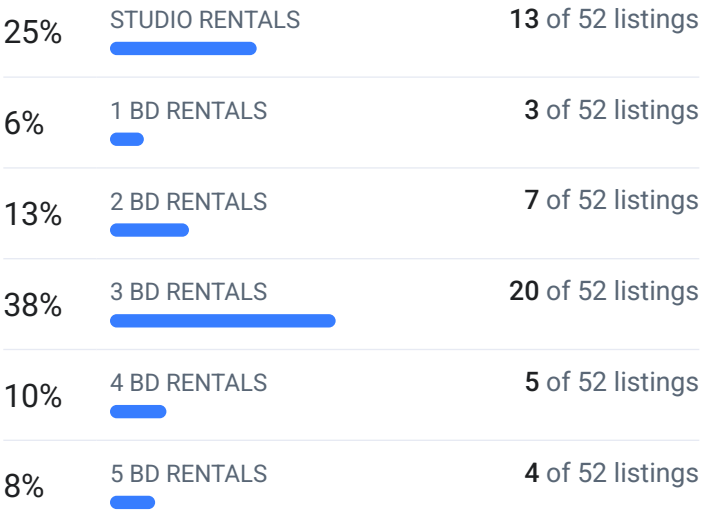 25% STUDIO RENTALS 13 of 52 listings
6% 1 BD RENTALS 3 of 52 listings
13% 2 BD RENTALS 7 of 52 listings
38% 3 BD RENTALS 20 of 52 listings
10% 4 BD RENTALS 5 of 52 listings
8% 5 BD RENTALS 4 of 52 listings